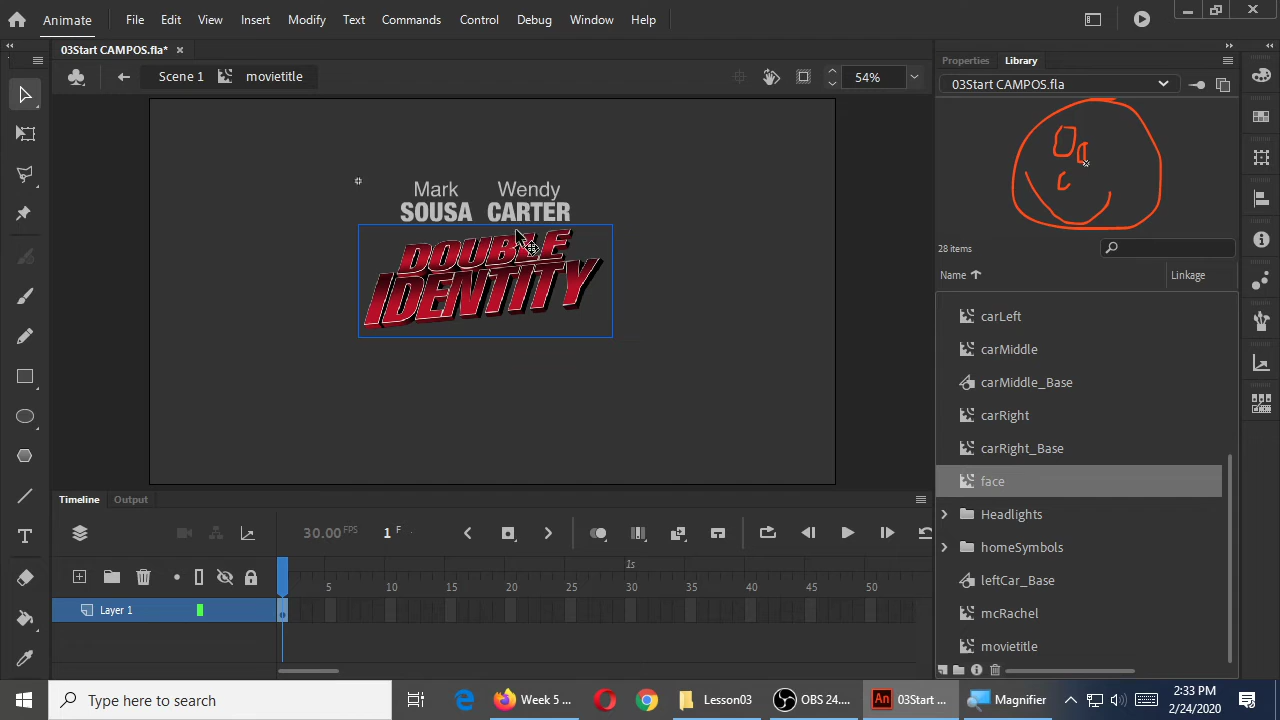 Animate
File Edit View Insert Modify Text Commands Control Debug Window Help
03Start CAMPOS.fla*
Scene 1 movietitle 54%
Mark Wendy
SOUSA CARTER
DOUBLE
IDENTITY
Properties Library
03Start CAMPOS.fla
28 items
Name Linkage
carLeft
carMiddle
carMiddle_Base
carRight
carRight_Base
face
Headlights
homeSymbols
leftCar_Base
mcRachel
movietitle
Timeline Output
30.00 FPS 1 F
1s
5 10 15 20 25 30 35 40 45 50
Layer 1
Type here to search
Week 5 ...
Lesson03
OBS 24....
An 03Start ...
Magnifier
2:33 PM
2/24/2020